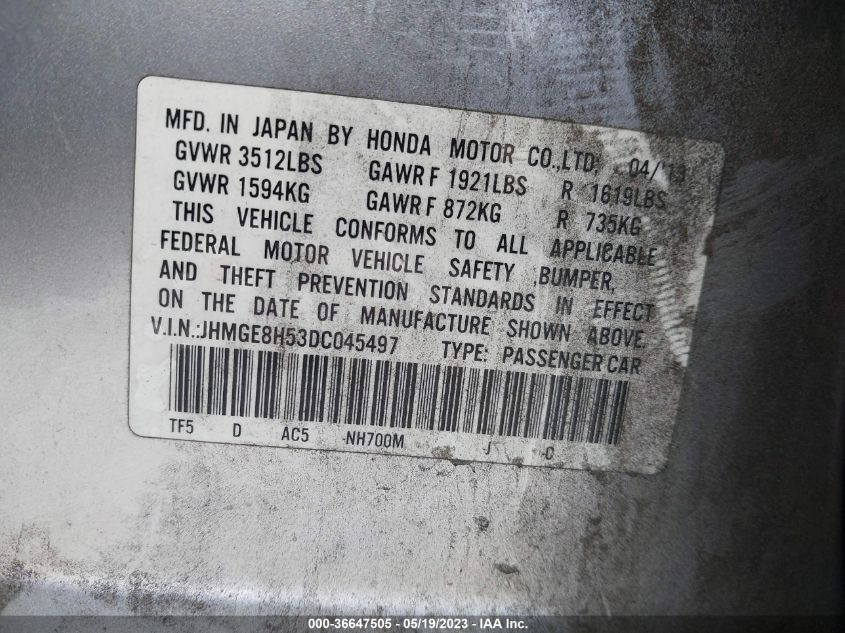 MFD. IN JAPAN BY HONDA MOTOR CO.,LTD. 04/13
GVWR 3512LBS GAWR F 1921LBS R 1619LBS
GVWR 1594KG GAWR F 872KG R 735KG
THIS VEHICLE CONFORMS TO ALL APPLICABLE
FEDERAL MOTOR VEHICLE SAFETY ,BUMPER,
AND THEFT PREVENTION STANDARDS IN EFFECT
ON THE DATE OF MANUFACTURE SHOWN ABOVE.
V.I.N.:JHMGE8H53DC045497 TYPE: PASSENGER CAR
TF5 D AC5 NH700M J C
000-36647505 - 05/19/2023 - IAA Inc.